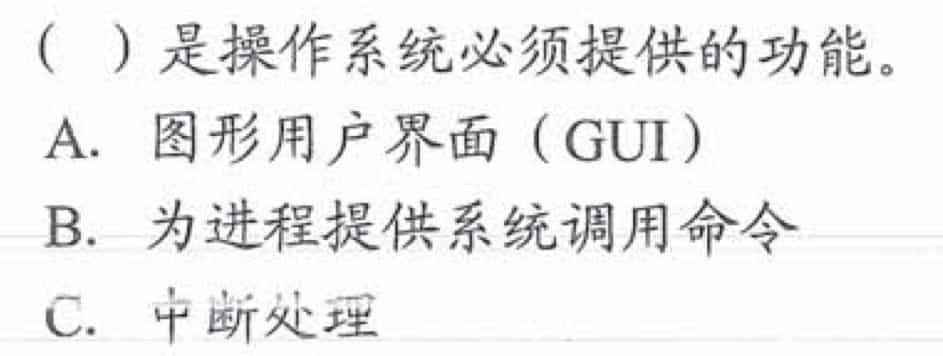 （ ）是操作系统必须提供的功能。
A. 图形用户界面（GUI）
B. 为进程提供系统调用命令
C. 中断处理